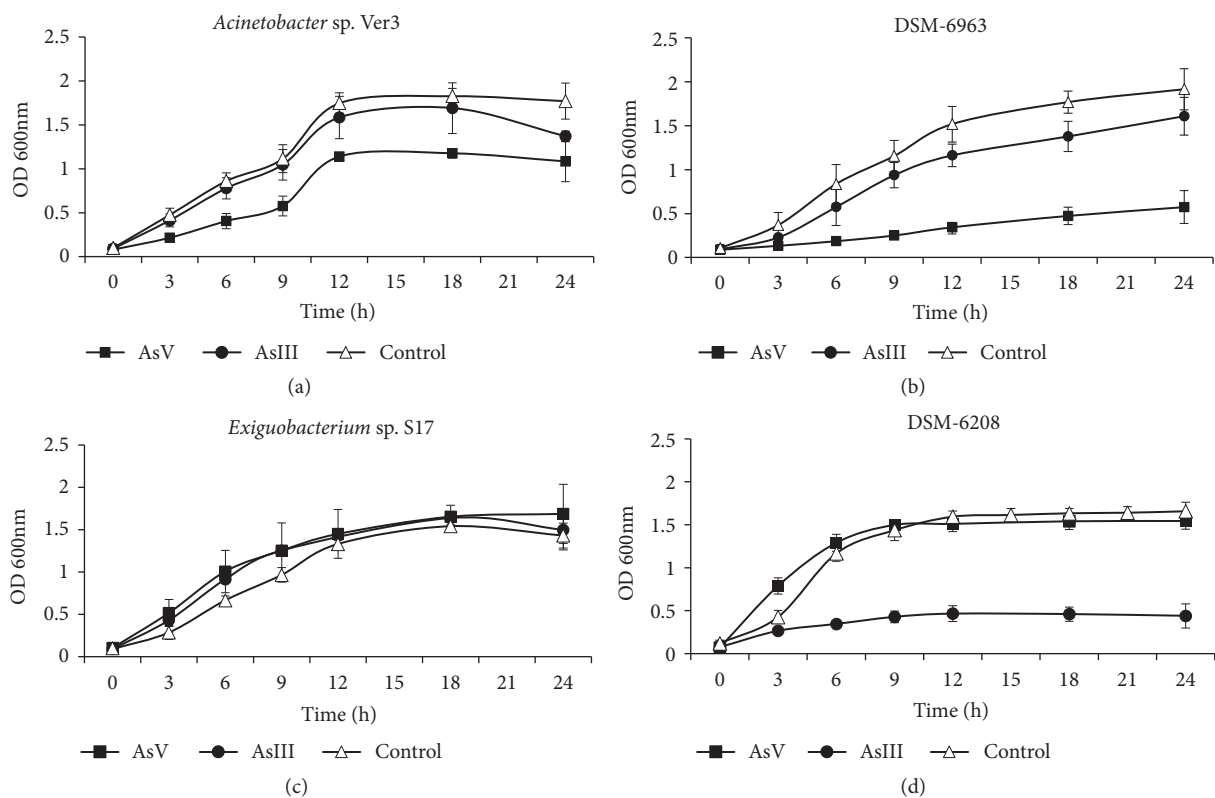 Acinetobacter sp. Ver3
2.5
2
1.5
1
0.5
0
OD 600nm
0 3 6 9 12 15 18 24
Time (h)
AsV AsIII Control
(a)
DSM-6963
2.5
2
1.5
1
0.5
0
OD 600nm
0 3 6 9 12 15 18 21 24
Time (h)
AsV AsIII Control
(b)
Exiguobacterium sp. S17
2.5
2
1.5
1
0.5
0
OD 600nm
0 3 6 9 12 18 21 24
Time (h)
AsV AsIII Control
(c)
DSM-6208
2.5
2
1.5
1
0.5
0
OD 600nm
0 3 6 9 12 15 18 21 24
Time (h)
AsV AsIII Control
(d)